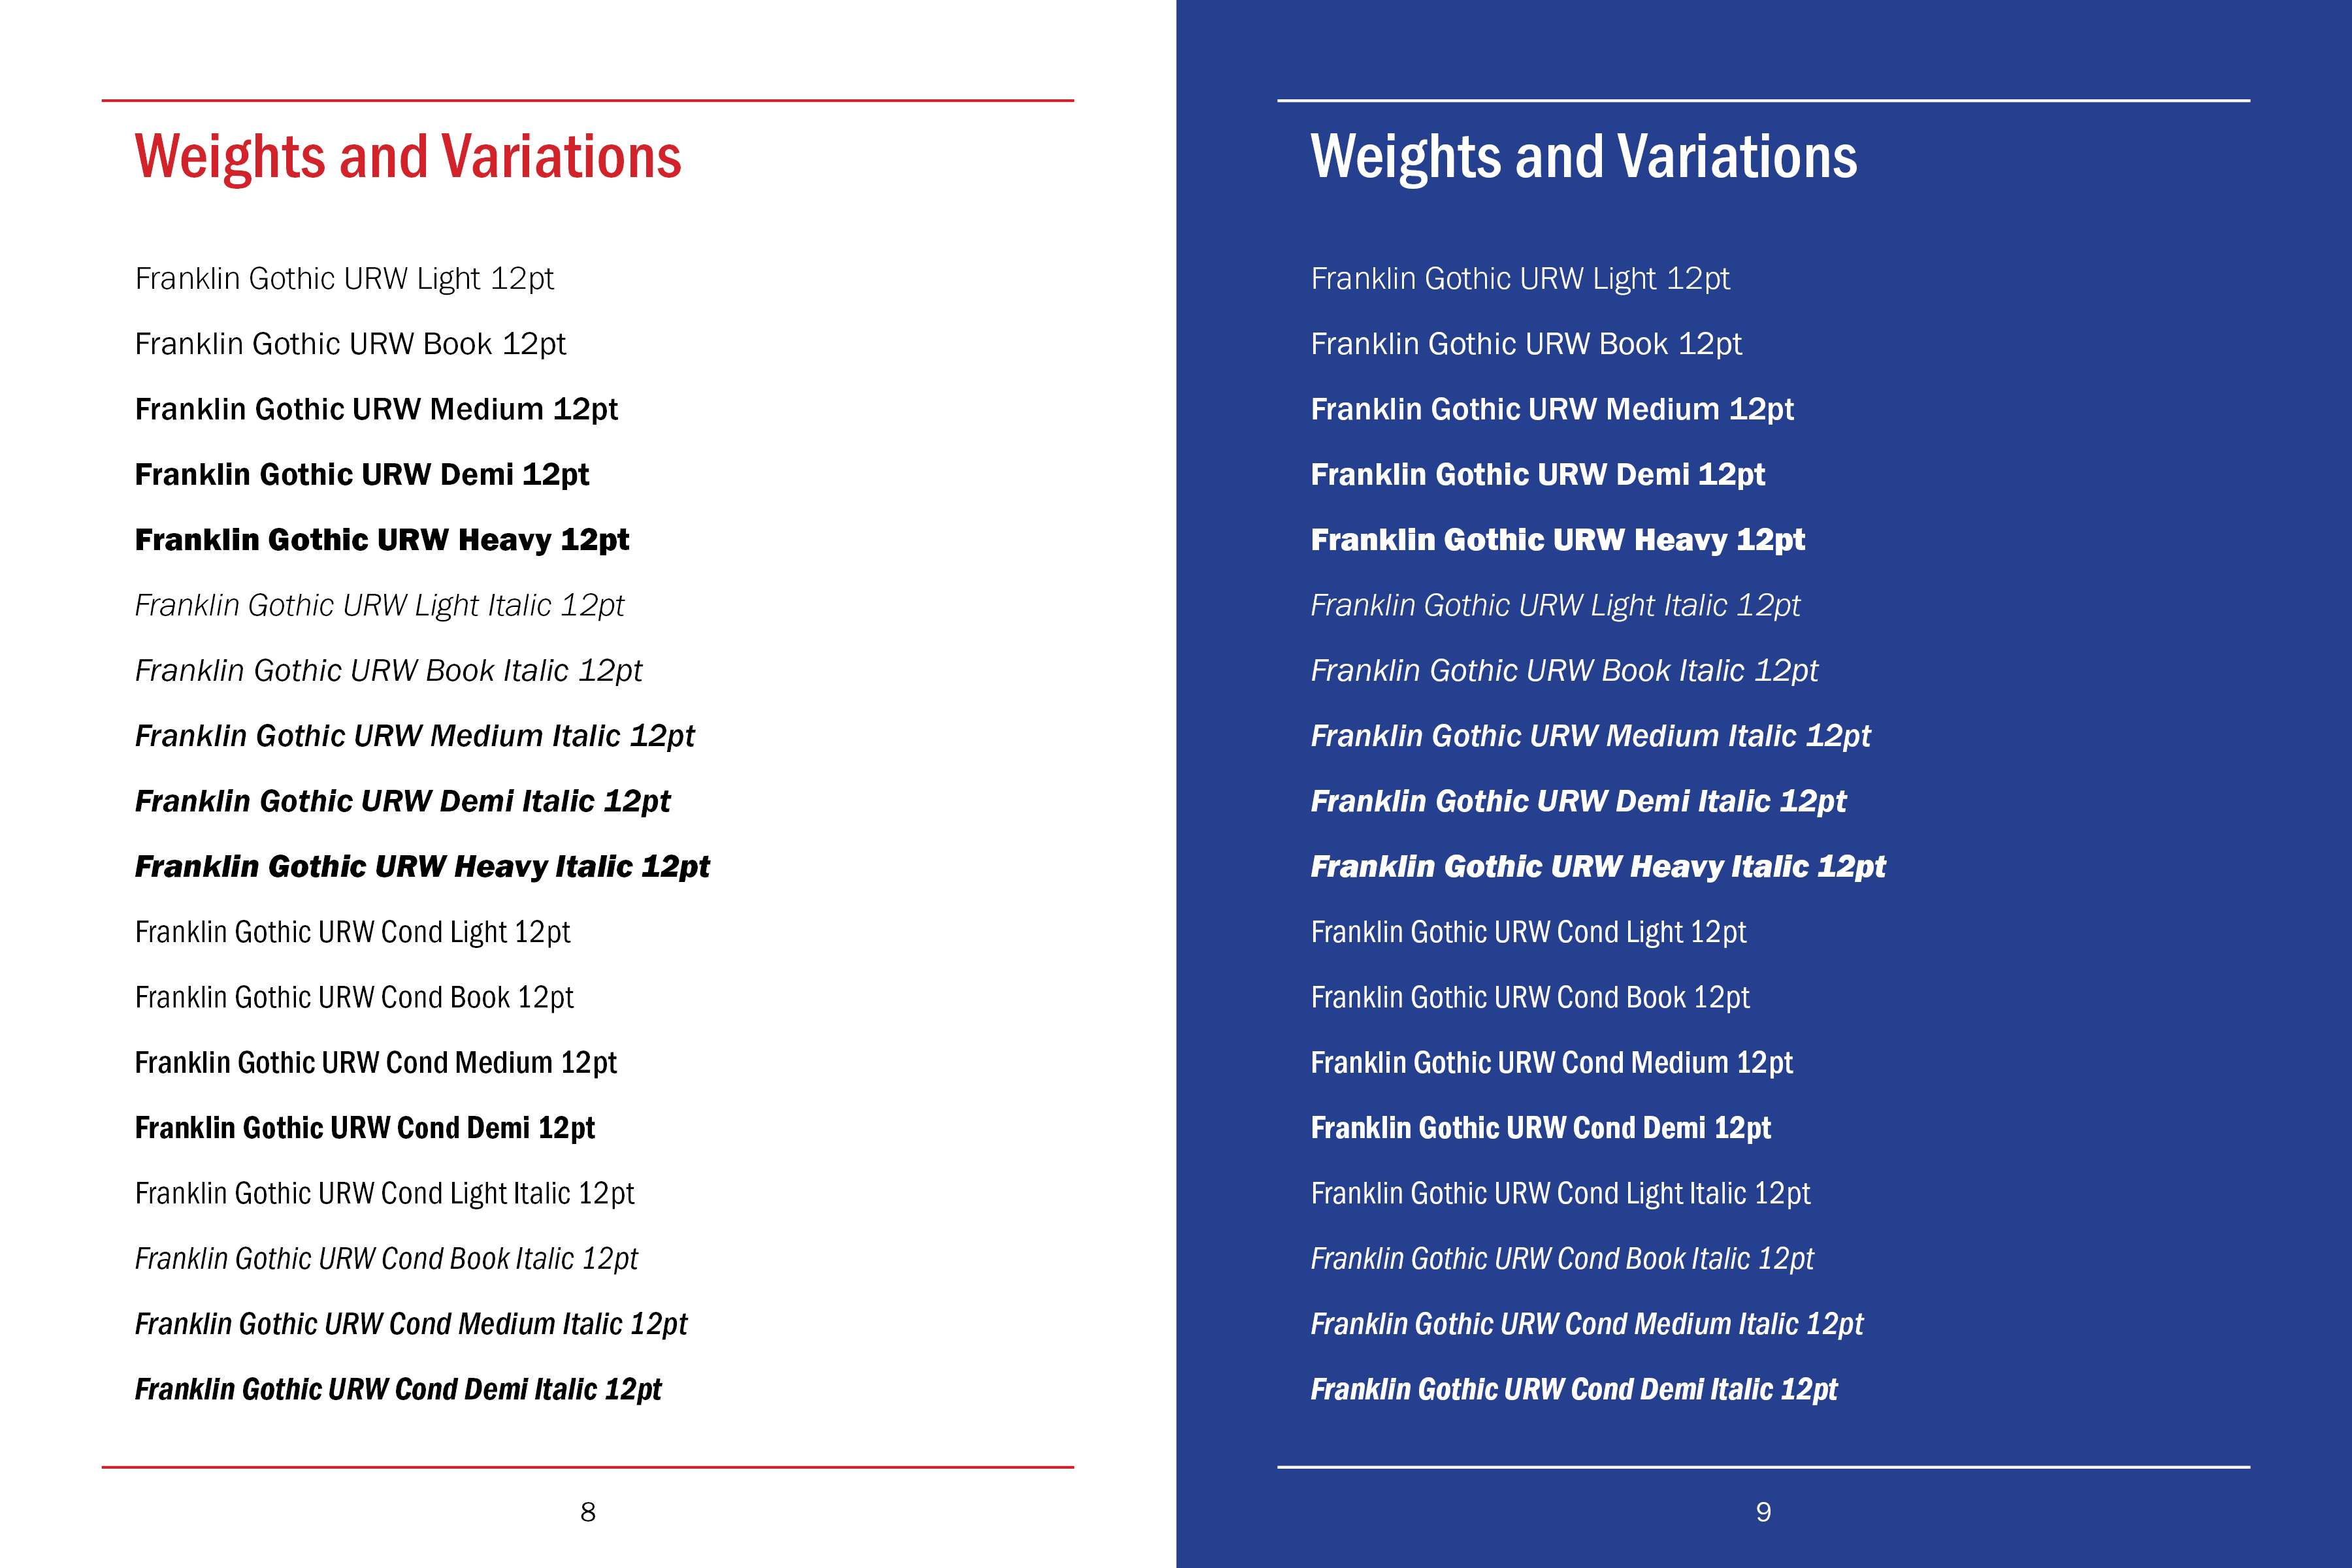 Weights and Variations
Franklin Gothic URW Light 12pt
Franklin Gothic URW Book 12pt
Franklin Gothic URW Medium 12pt
Franklin Gothic URW Demi 12pt
Franklin Gothic URW Heavy 12pt
Franklin Gothic URW Light Italic 12pt
Franklin Gothic URW Book Italic 12pt
Franklin Gothic URW Medium Italic 12pt
Franklin Gothic URW Demi Italic 12pt
Franklin Gothic URW Heavy Italic 12pt
Franklin Gothic URW Cond Light 12pt
Franklin Gothic URW Cond Book 12pt
Franklin Gothic URW Cond Medium 12pt
Franklin Gothic URW Cond Demi 12pt
Franklin Gothic URW Cond Light Italic 12pt
Franklin Gothic URW Cond Book Italic 12pt
Franklin Gothic URW Cond Medium Italic 12pt
Franklin Gothic URW Cond Demi Italic 12pt
8
Weights and Variations
Franklin Gothic URW Light 12pt
Franklin Gothic URW Book 12pt
Franklin Gothic URW Medium 12pt
Franklin Gothic URW Demi 12pt
Franklin Gothic URW Heavy 12pt
Franklin Gothic URW Light Italic 12pt
Franklin Gothic URW Book Italic 12pt
Franklin Gothic URW Medium Italic 12pt
Franklin Gothic URW Demi Italic 12pt
Franklin Gothic URW Heavy Italic 12pt
Franklin Gothic URW Cond Light 12pt
Franklin Gothic URW Cond Book 12pt
Franklin Gothic URW Cond Medium 12pt
Franklin Gothic URW Cond Demi 12pt
Franklin Gothic URW Cond Light Italic 12pt
Franklin Gothic URW Cond Book Italic 12pt
Franklin Gothic URW Cond Medium Italic 12pt
Franklin Gothic URW Cond Demi Italic 12pt
9